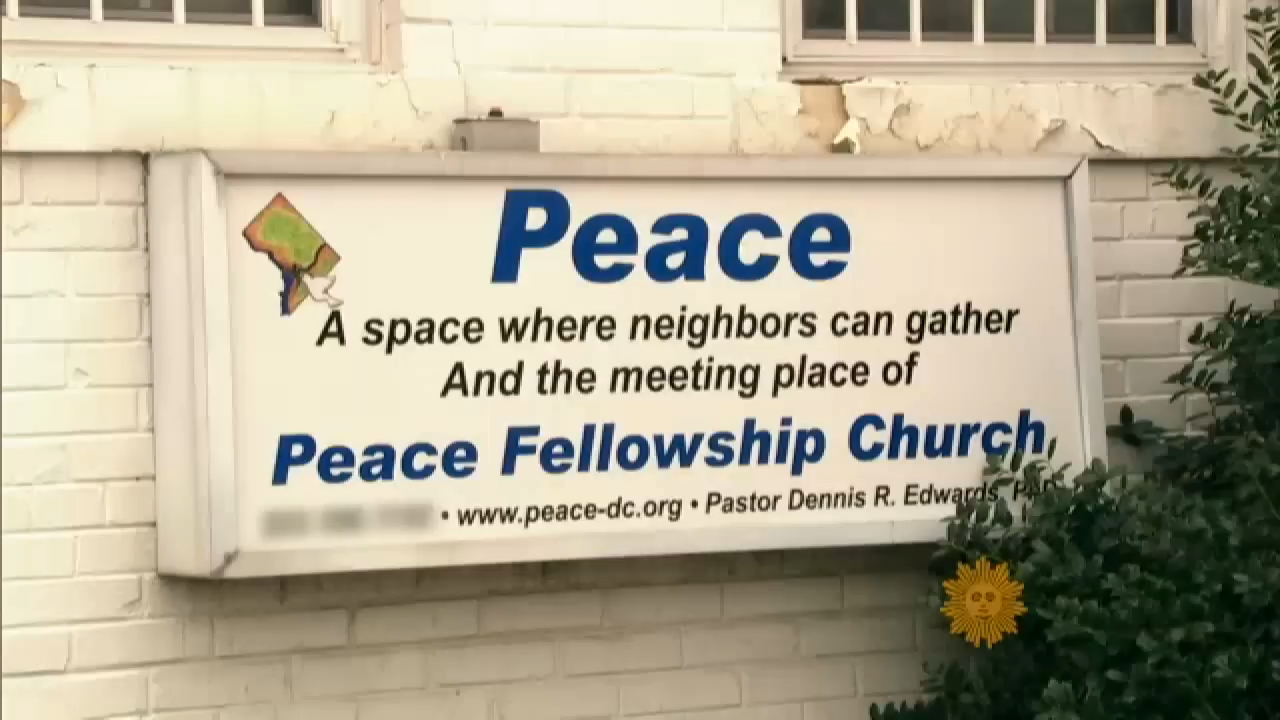 Peace
A space where neighbors can gather
And the meeting place of
Peace Fellowship Church
• www.peace-dc.org • Pastor Dennis R. Edwards,